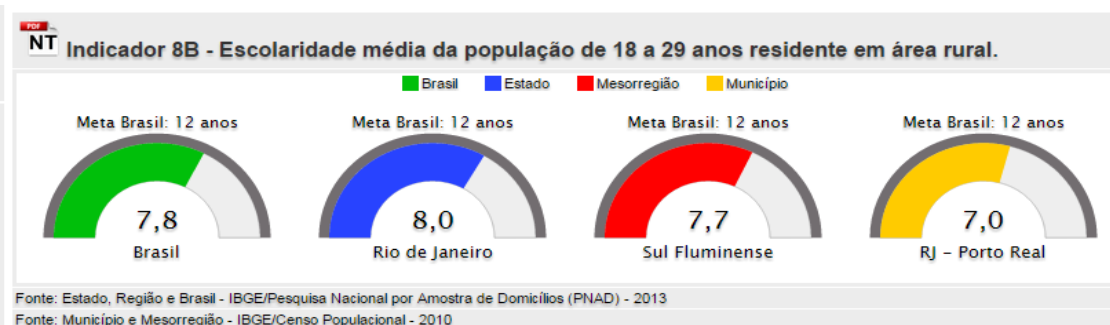 PDF
NT
Indicador 8B - Escolaridade média da população de 18 a 29 anos residente em área rural.
Brasil Estado Mesorregião Município
Meta Brasil: 12 anos Meta Brasil: 12 anos Meta Brasil: 12 anos Meta Brasil: 12 anos
7,8 8,0 7,7 7,0
Brasil Rio de Janeiro Sul Fluminense RJ - Porto Real
Fonte: Estado, Região e Brasil - IBGE/Pesquisa Nacional por Amostra de Domicílios (PNAD) - 2013
Fonte: Município e Mesorregião - IBGE/Censo Populacional - 2010